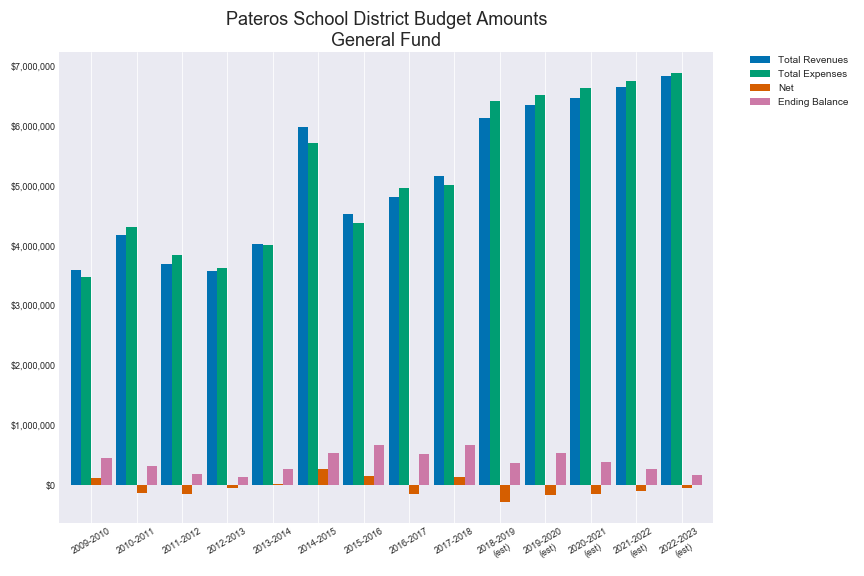 Pateros School District Budget Amounts
General Fund
Total Revenues
Total Expenses
Net
Ending Balance
$7,000,000
$6,000,000
$5,000,000
$4,000,000
$3,000,000
$2,000,000
$1,000,000
$0
2009-2010
2010-2011
2011-2012
2012-2013
2013-2014
2014-2015
2015-2016
2016-2017
2017-2018
2018-2019
(est)
2019-2020
(est)
2020-2021
(est)
2021-2022
(est)
2022-2023
(est)